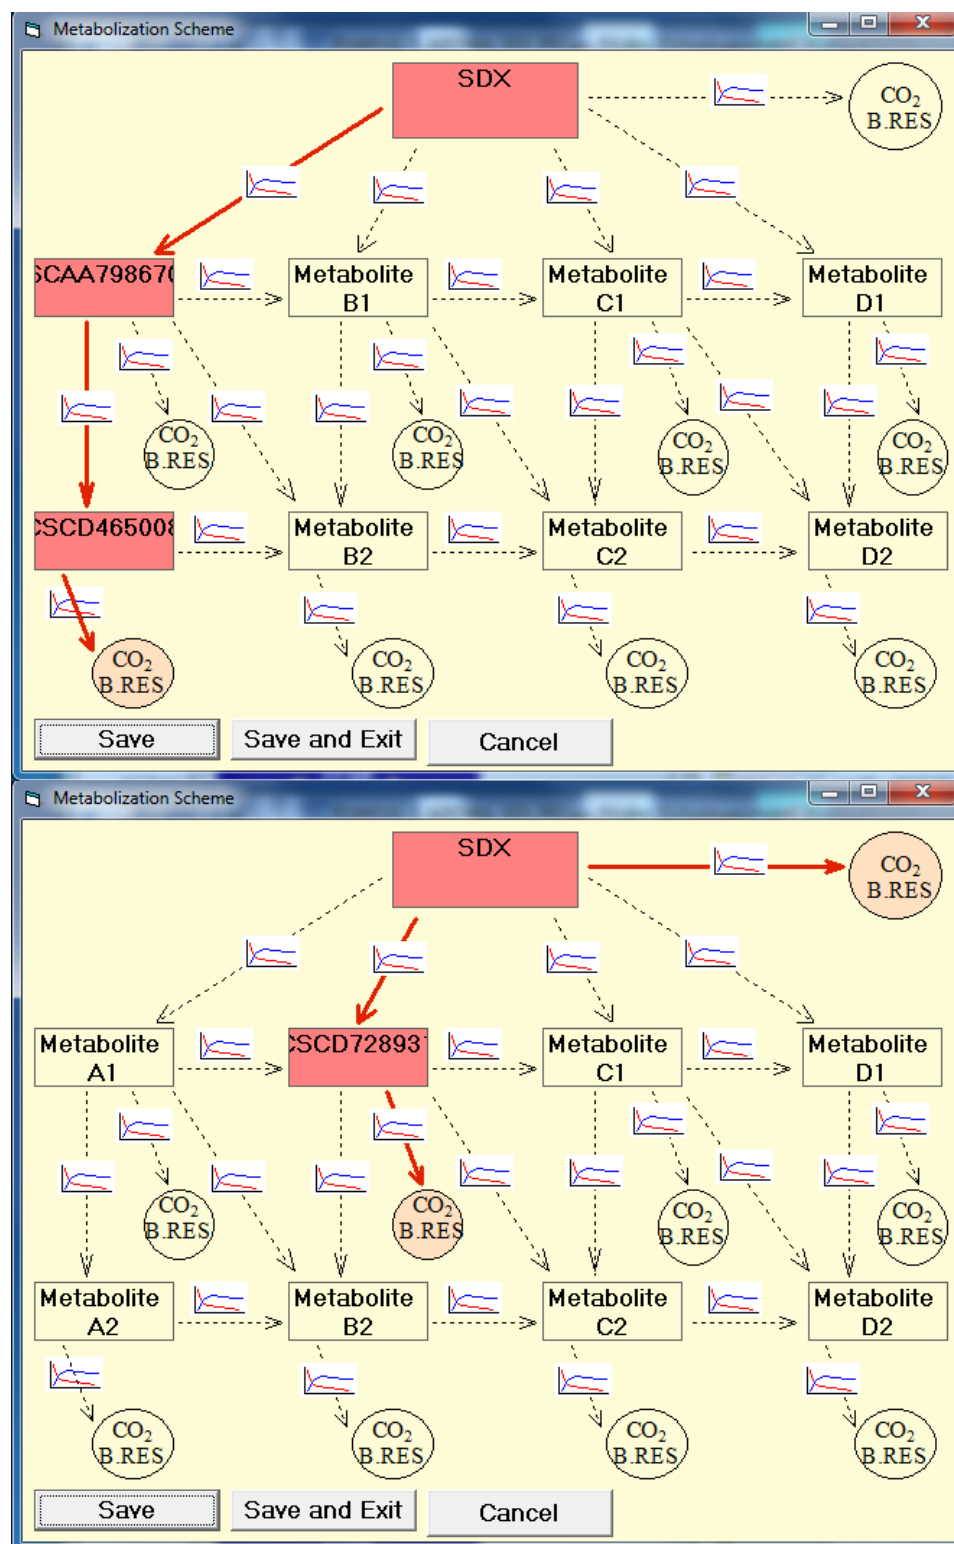 Metabolization Scheme
SDX
CO2
B.RES
SCAA798670
Metabolite
B1
Metabolite
C1
Metabolite
D1
CO2
B.RES
CO2
B.RES
CO2
B.RES
CO2
B.RES
CSCD465008
Metabolite
B2
Metabolite
C2
Metabolite
D2
CO2
B.RES
CO2
B.RES
CO2
B.RES
CO2
B.RES
Save
Save and Exit
Cancel
Metabolization Scheme
SDX
CO2
B.RES
Metabolite
A1
CSCD728931
Metabolite
C1
Metabolite
D1
CO2
B.RES
CO2
B.RES
CO2
B.RES
CO2
B.RES
Metabolite
A2
Metabolite
B2
Metabolite
C2
Metabolite
D2
CO2
B.RES
CO2
B.RES
CO2
B.RES
CO2
B.RES
Save
Save and Exit
Cancel